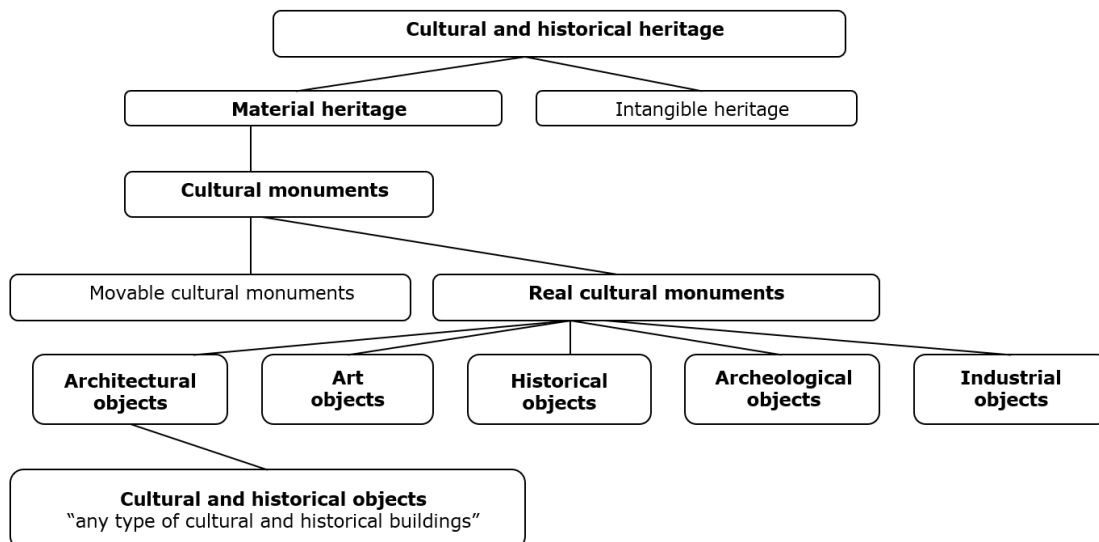 Cultural and historical heritage
Material heritage
Intangible heritage
Cultural monuments
Movable cultural monuments
Real cultural monuments
Architectural
objects
Art
objects
Historical
objects
Archeological
objects
Industrial
objects
Cultural and historical objects
“any type of cultural and historical buildings”